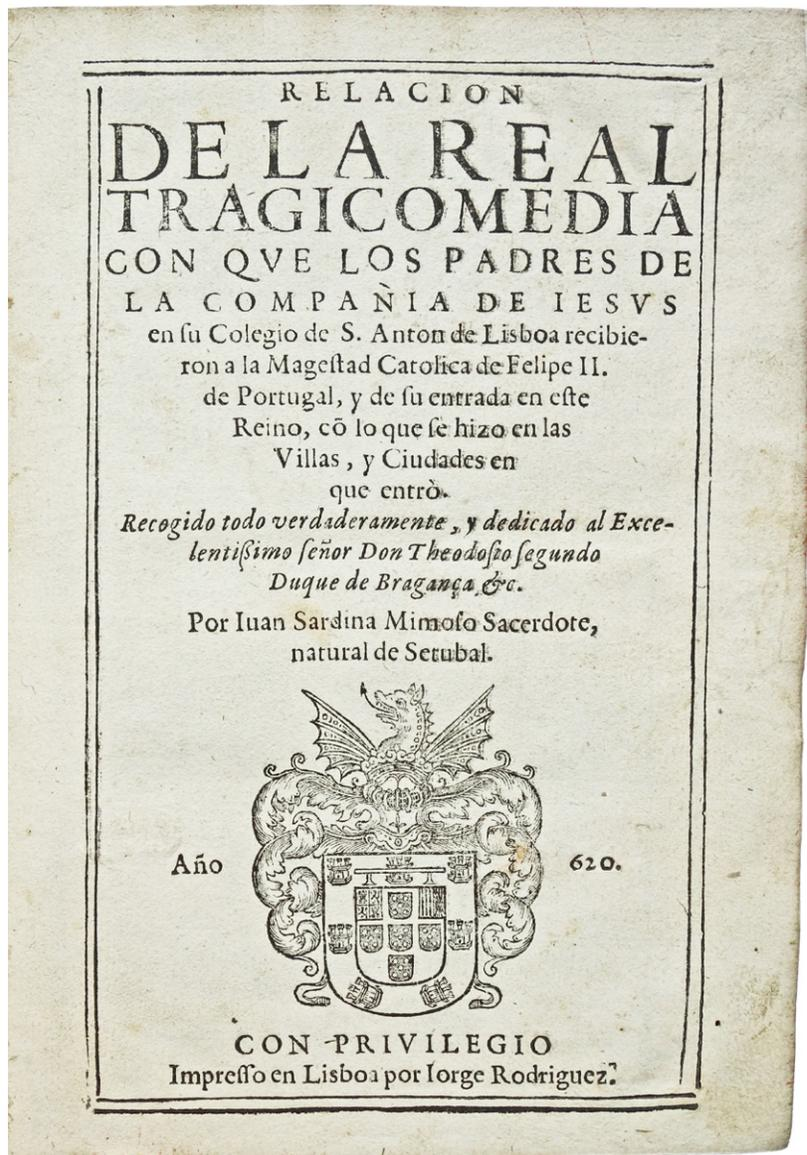 RELACION
DE LA REAL
TRAGICOMEDIA
CON QVE LOS PADRES DE
LA COMPAÑIA DE IESVS
en ſu Colegio de S. Anton de Lisboa recibie-
ron a la Mageſtad Catolica de Felipe II.
de Portugal, y de ſu entrada en eſte
Reino, cõ lo que ſe hizo en las
Villas, y Ciudades en
que entrò.
Recogido todo verdaderamente, y dedicado al Exce-
lentißimo ſeñor Don Theodoſio ſegundo
Duque de Bragança &c.
Por Iuan Sardina Mimoſo Sacerdote,
natural de Setubal.
Año 620.
CON PRIVILEGIO
Impreſſo en Lisboa por Iorge Rodriguez.